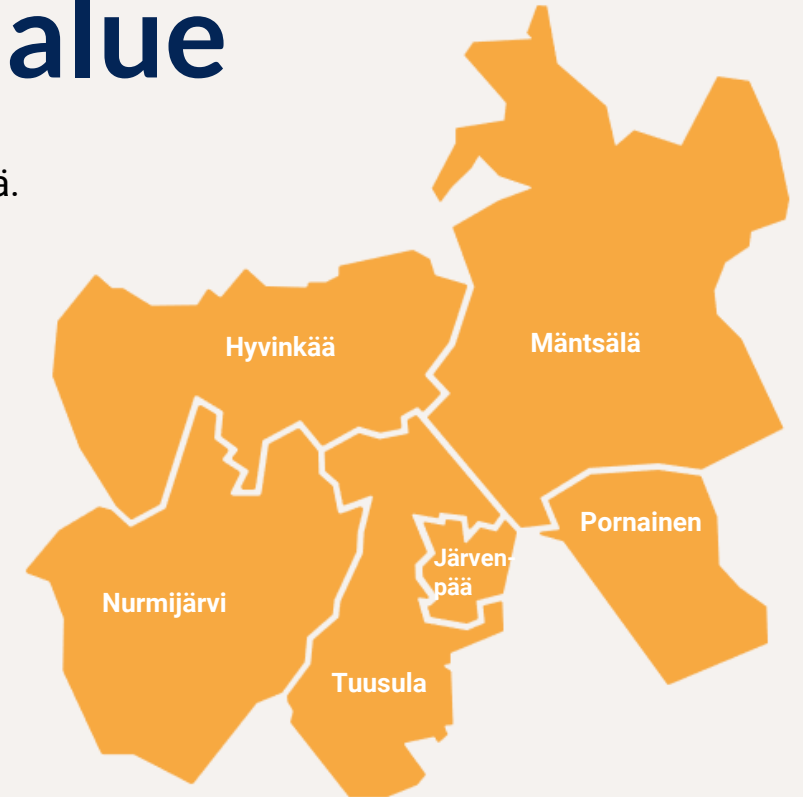 alue
ä.
Hyvinkää
Mäntsälä
Pornainen
Järven-
pää
Nurmijärvi
Tuusula